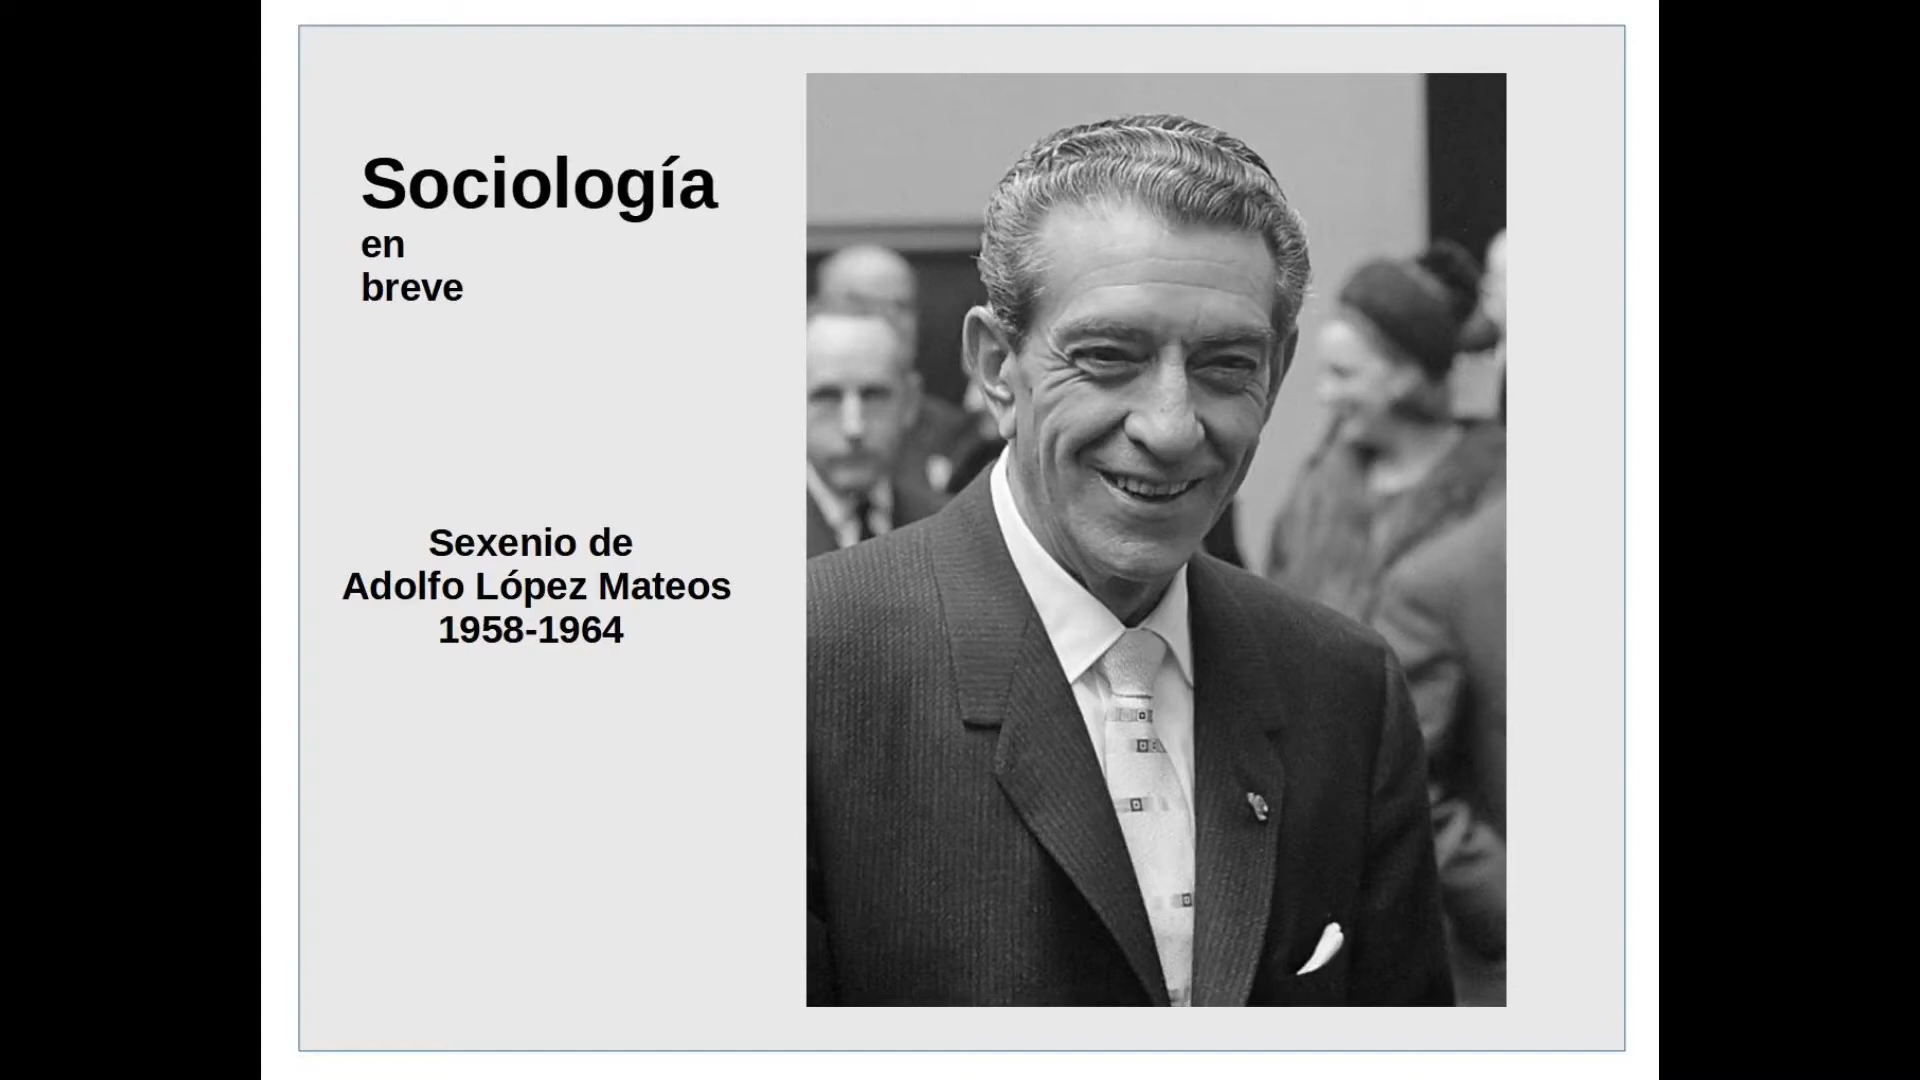 Sociología
en
breve
Sexenio de
Adolfo López Mateos
1958-1964